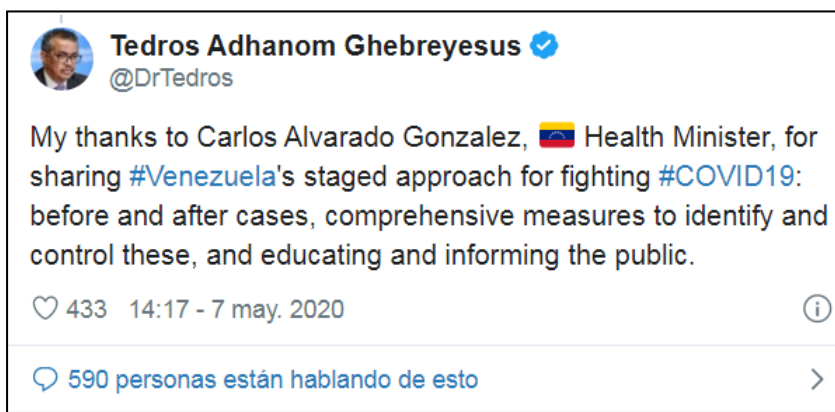 Tedros Adhanom Ghebreyesus
@DrTedros
My thanks to Carlos Alvarado Gonzalez, 🇻🇪 Health Minister, for
sharing #Venezuela's staged approach for fighting #COVID19:
before and after cases, comprehensive measures to identify and
control these, and educating and informing the public.
433 14:17 - 7 may. 2020
590 personas están hablando de esto